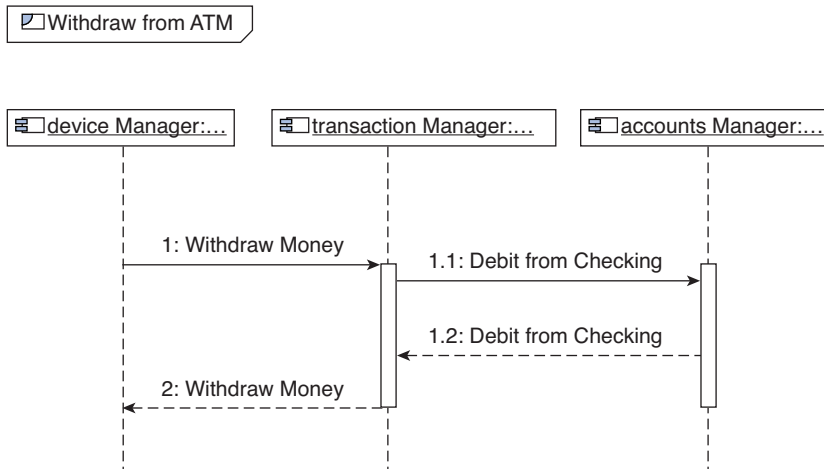 Withdraw from ATM
device Manager:...
transaction Manager:...
accounts Manager:...
1: Withdraw Money
1.1: Debit from Checking
1.2: Debit from Checking
2: Withdraw Money